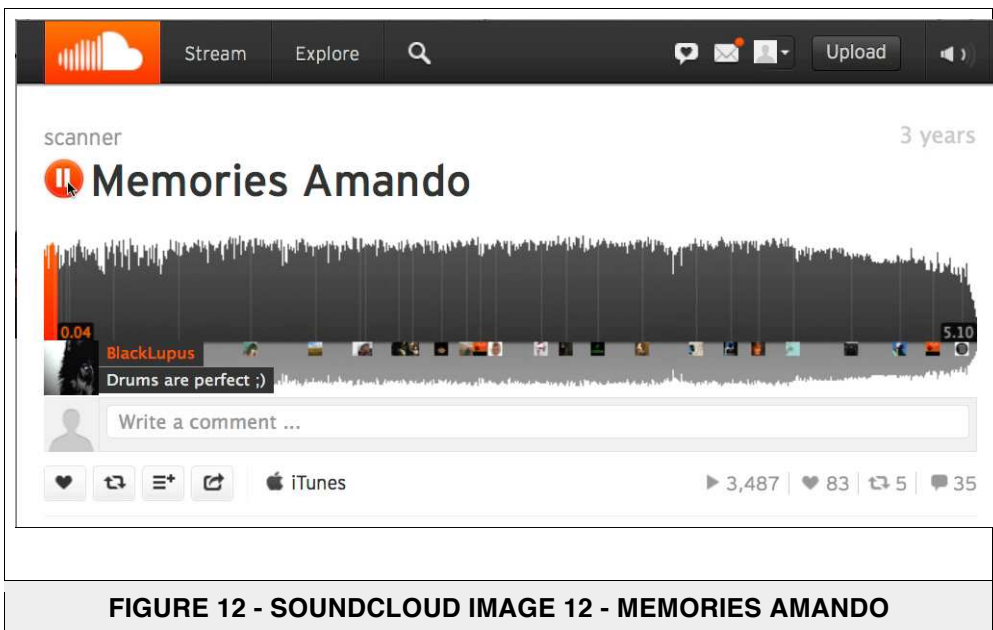 Stream Explore Upload
scanner 3 years
Memories Amando
0.04 5.10
BlackLupus
Drums are perfect ;)
Write a comment ...
iTunes 3,487 83 5 35
FIGURE 12 - SOUNDCLOUD IMAGE 12 - MEMORIES AMANDO